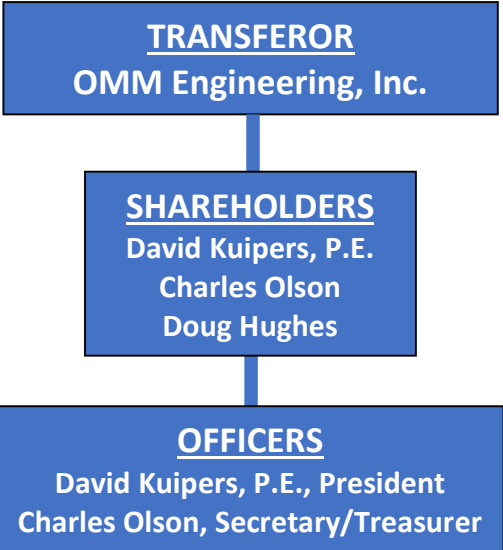 TRANSFEROR
OMM Engineering, Inc.
SHAREHOLDERS
David Kuipers, P.E.
Charles Olson
Doug Hughes
OFFICERS
David Kuipers, P.E., President
Charles Olson, Secretary/Treasurer